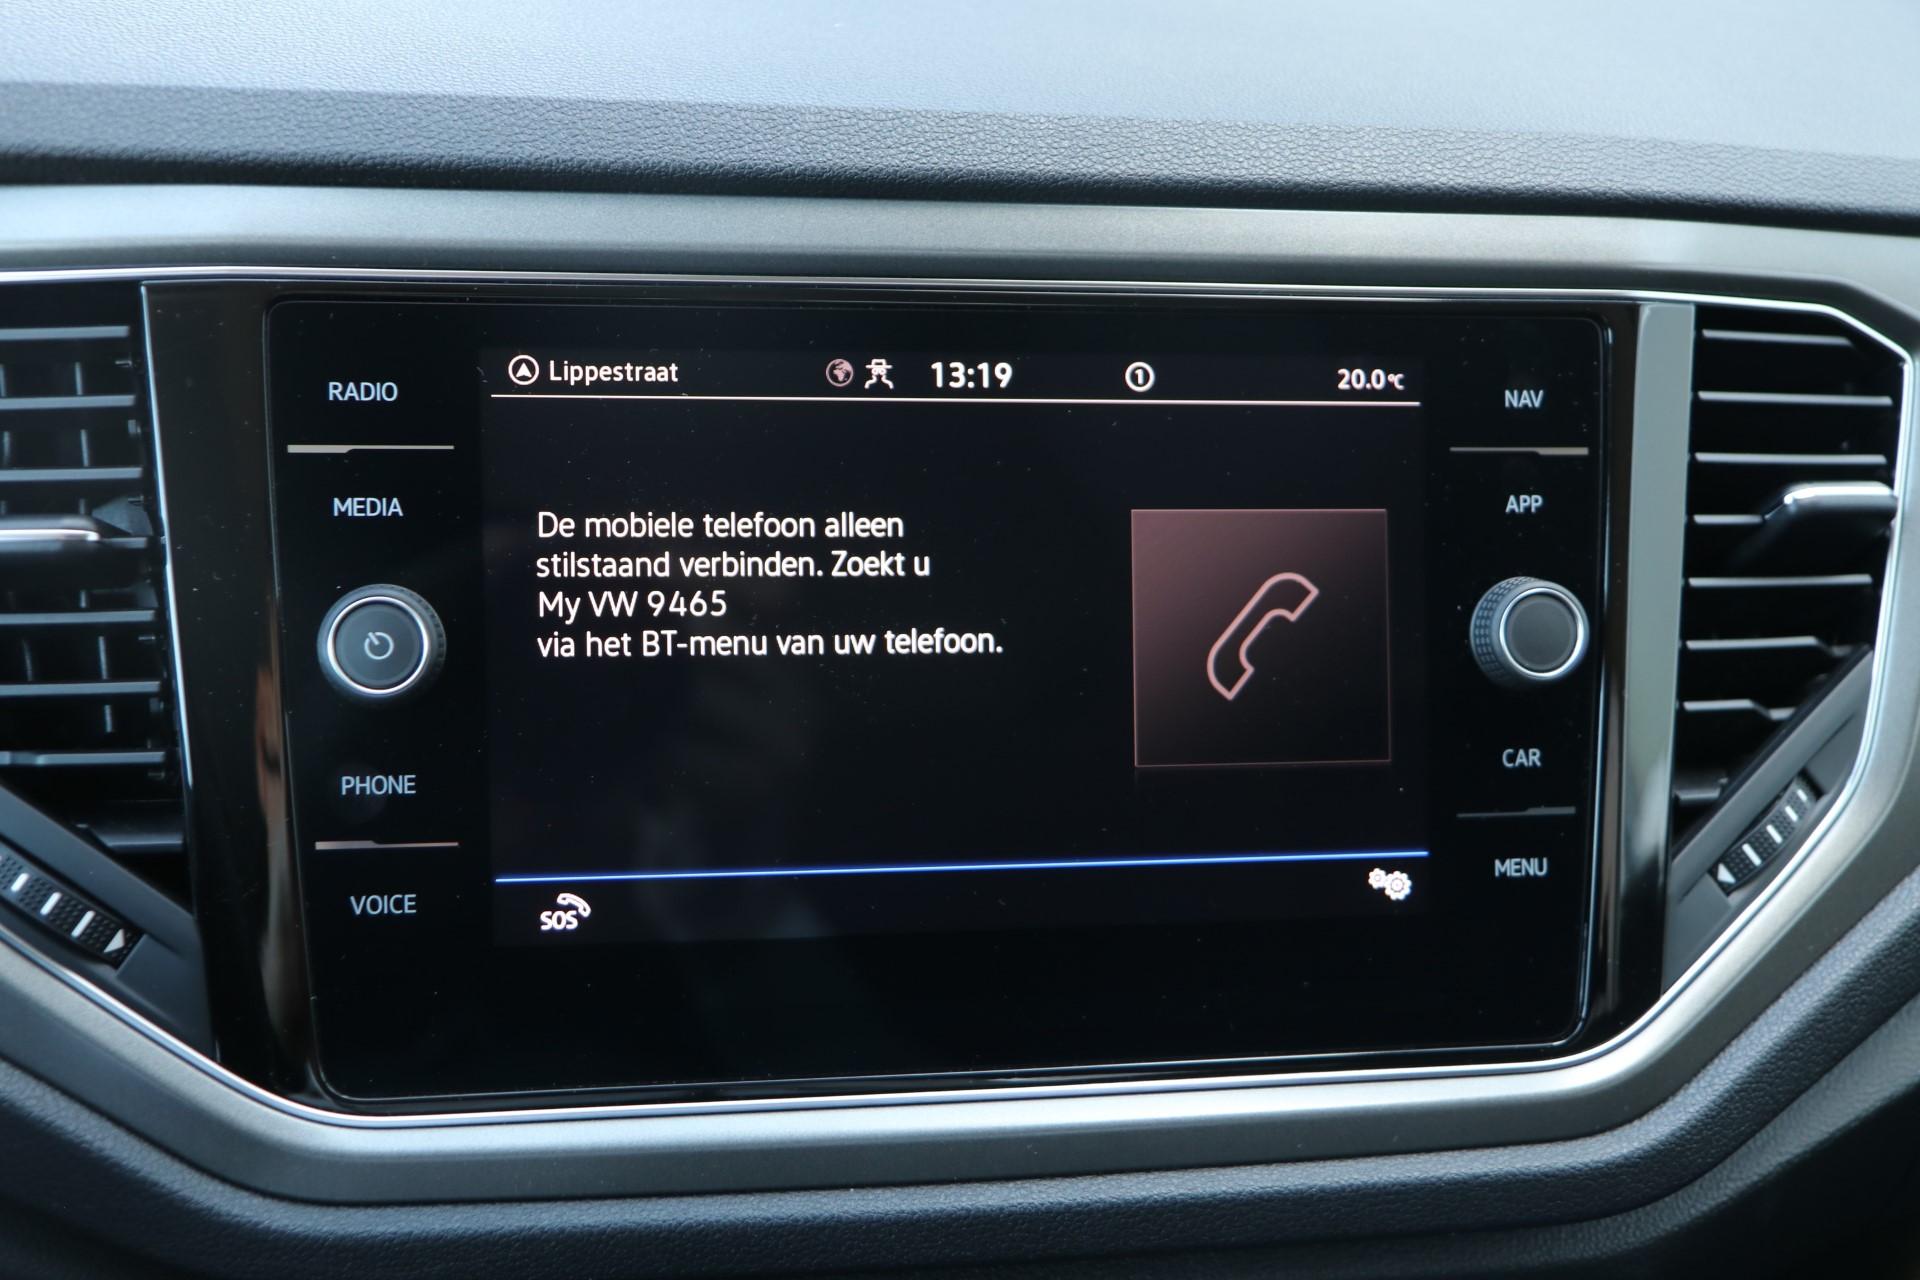 RADIO
MEDIA
PHONE
VOICE
Lippestraat 13:19 1 20.0°C
De mobiele telefoon alleen
stilstaand verbinden. Zoekt u
My VW 9465
via het BT-menu van uw telefoon.
SOS
NAV
APP
CAR
MENU